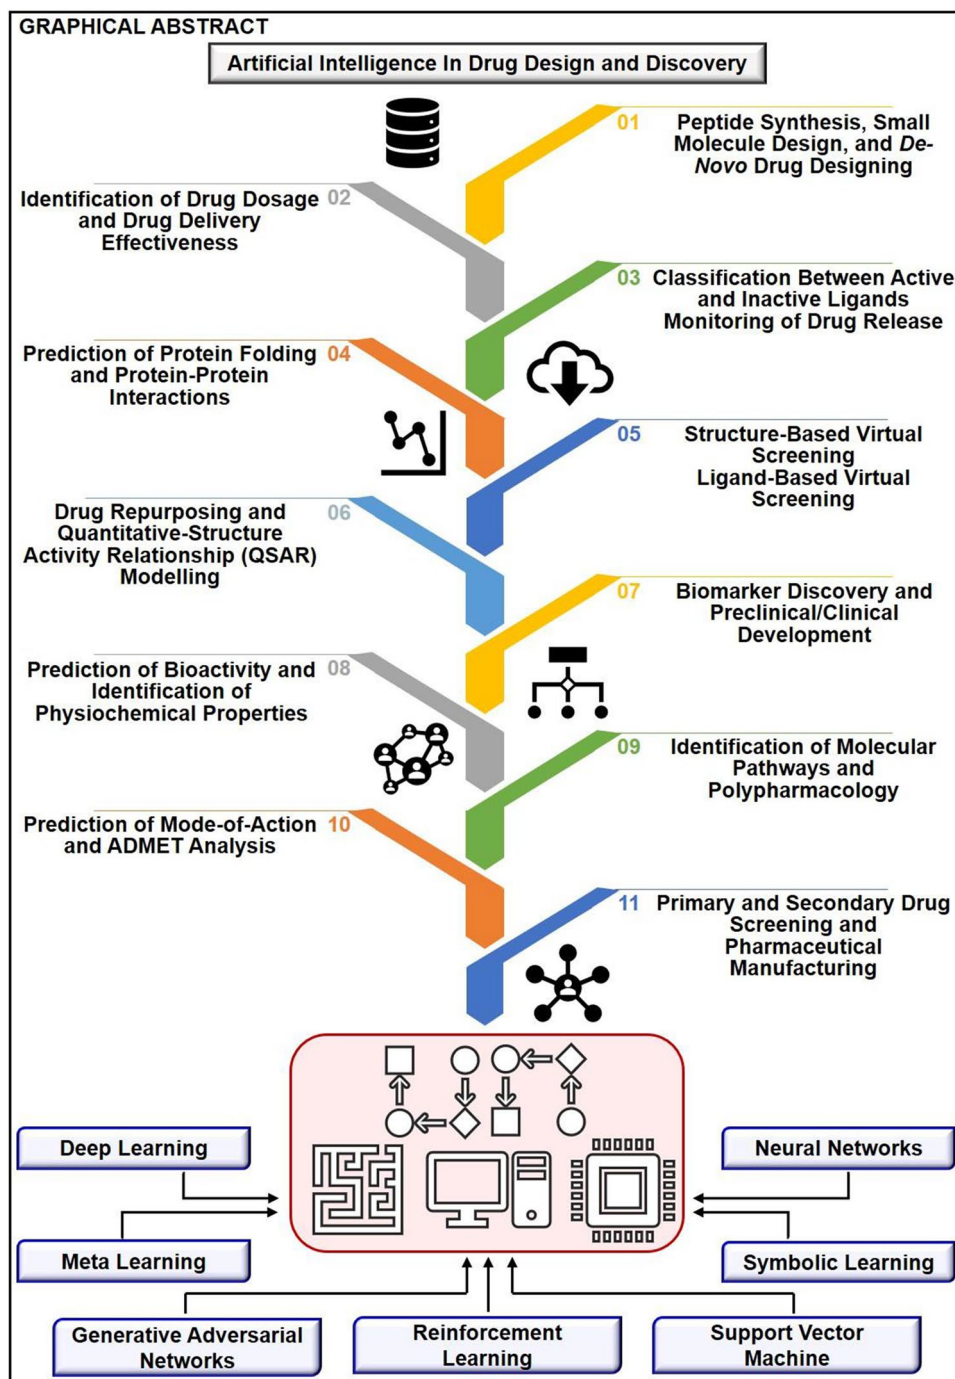 GRAPHICAL ABSTRACT
Artificial Intelligence In Drug Design and Discovery
01
Peptide Synthesis, Small
Molecule Design, and De-
Novo Drug Designing
02
Identification of Drug Dosage
and Drug Delivery
Effectiveness
03
Classification Between Active
and Inactive Ligands
Monitoring of Drug Release
04
Prediction of Protein Folding
and Protein-Protein
Interactions
05
Structure-Based Virtual
Screening
Ligand-Based Virtual
Screening
06
Drug Repurposing and
Quantitative-Structure
Activity Relationship (QSAR)
Modelling
07
Biomarker Discovery and
Preclinical/Clinical
Development
08
Prediction of Bioactivity and
Identification of
Physiochemical Properties
09
Identification of Molecular
Pathways and
Polypharmacology
10
Prediction of Mode-of-Action
and ADMET Analysis
11
Primary and Secondary Drug
Screening and
Pharmaceutical
Manufacturing
Deep Learning
Neural Networks
Meta Learning
Symbolic Learning
Generative Adversarial
Networks
Reinforcement
Learning
Support Vector
Machine